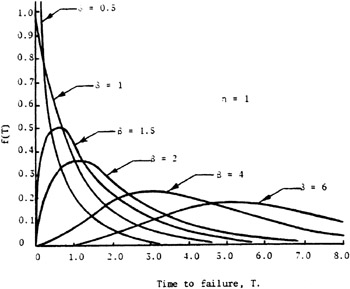 1.0
β = 0.5
0.9
0.8
0.7
β = 1
n = 1
0.6
0.5
β = 1.5
0.4
β = 2
0.3
β = 4
β = 6
0.2
0.1
0
f(T)
0 1.0 2.0 3.0 4.0 5.0 6.0 7.0 8.0
Time to failure, T.